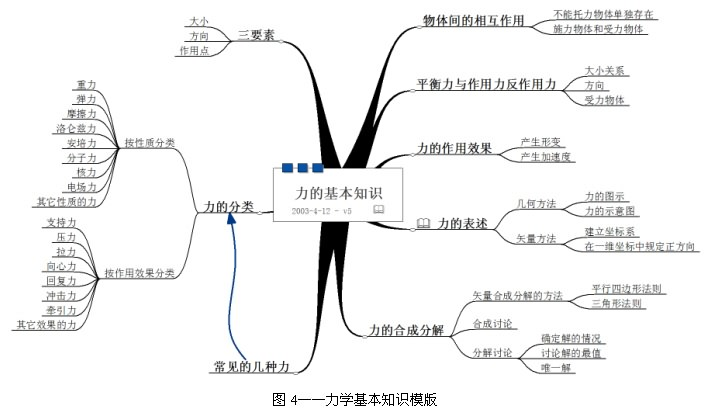 力的基本知识
2003-4-12 - v5
物体间的相互作用
不能托力物体单独存在
施力物体和受力物体
平衡力与作用力反作用力
大小关系
方向
受力物体
力的作用效果
产生形变
产生加速度
力的表述
几何方法
力的图示
力的示意图
矢量方法
建立坐标系
在一维坐标中规定正方向
力的合成分解
矢量合成分解的方法
平行四边形法则
三角形法则
合成讨论
分解讨论
确定解的情况
讨论解的最值
唯一解
三要素
大小
方向
作用点
力的分类
按性质分类
重力
弹力
摩擦力
洛仑兹力
安培力
分子力
核力
电场力
其它性质的力
按作用效果分类
支持力
压力
拉力
向心力
回复力
冲击力
牵引力
其它效果的力
常见的几种力
图 4——力学基本知识模版